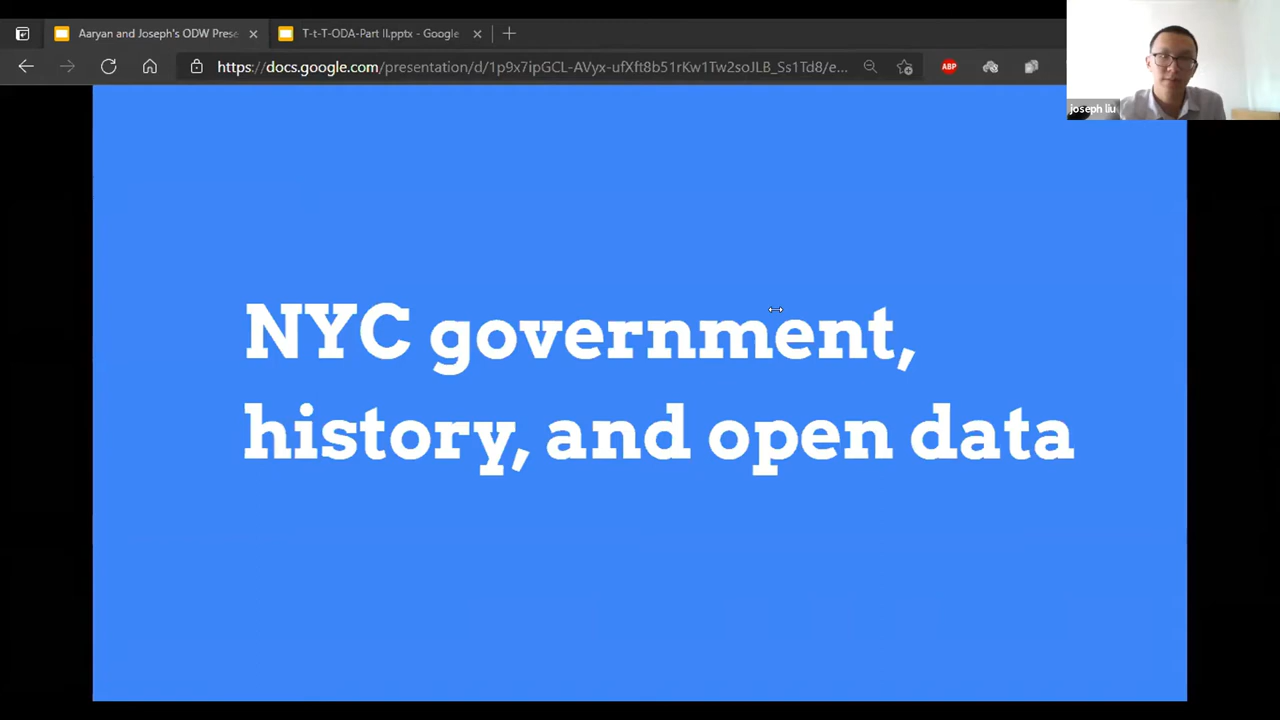 Aaryan and Joseph's ODW Prese
T-t-T-ODA-Part II.pptx - Google
https://docs.google.com/presentation/d/1p9x7ipGCL-AVyx-ufXft8b51rKw1Tw2soJLB_Ss1Td8/e...
ABP
joseph liu
NYC government,
history, and open data